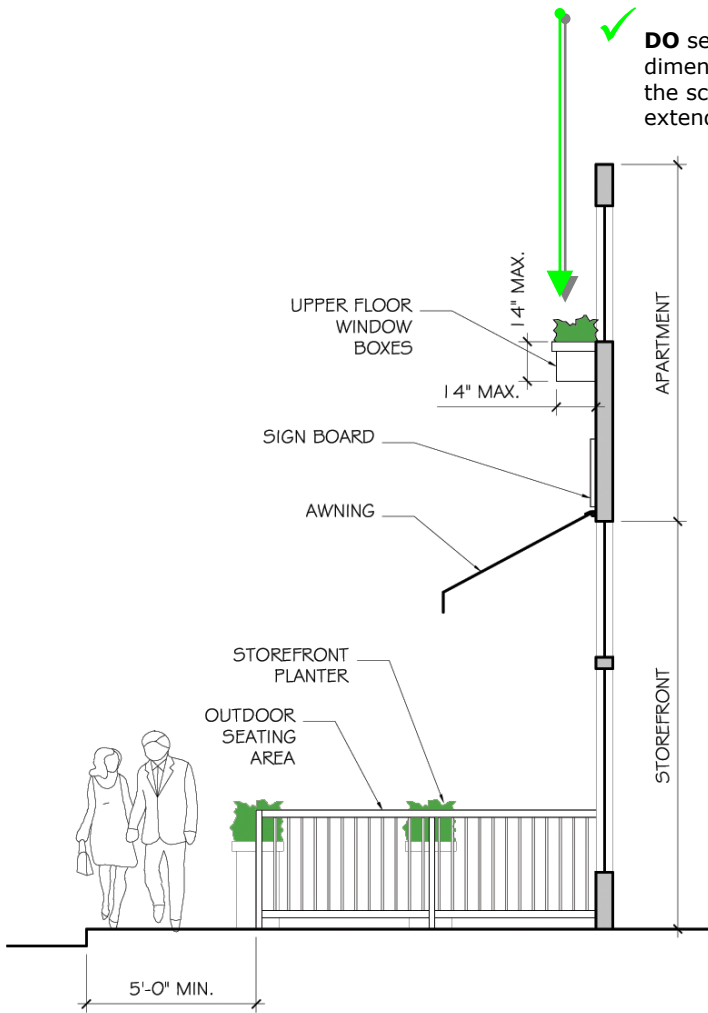 DO
dimen
the sc
extend
14" MAX.
UPPER FLOOR
WINDOW
BOXES
14" MAX.
APARTMENT
SIGN BOARD
AWNING
STOREFRONT
PLANTER
OUTDOOR
SEATING
AREA
STOREFRONT
5'-0" MIN.